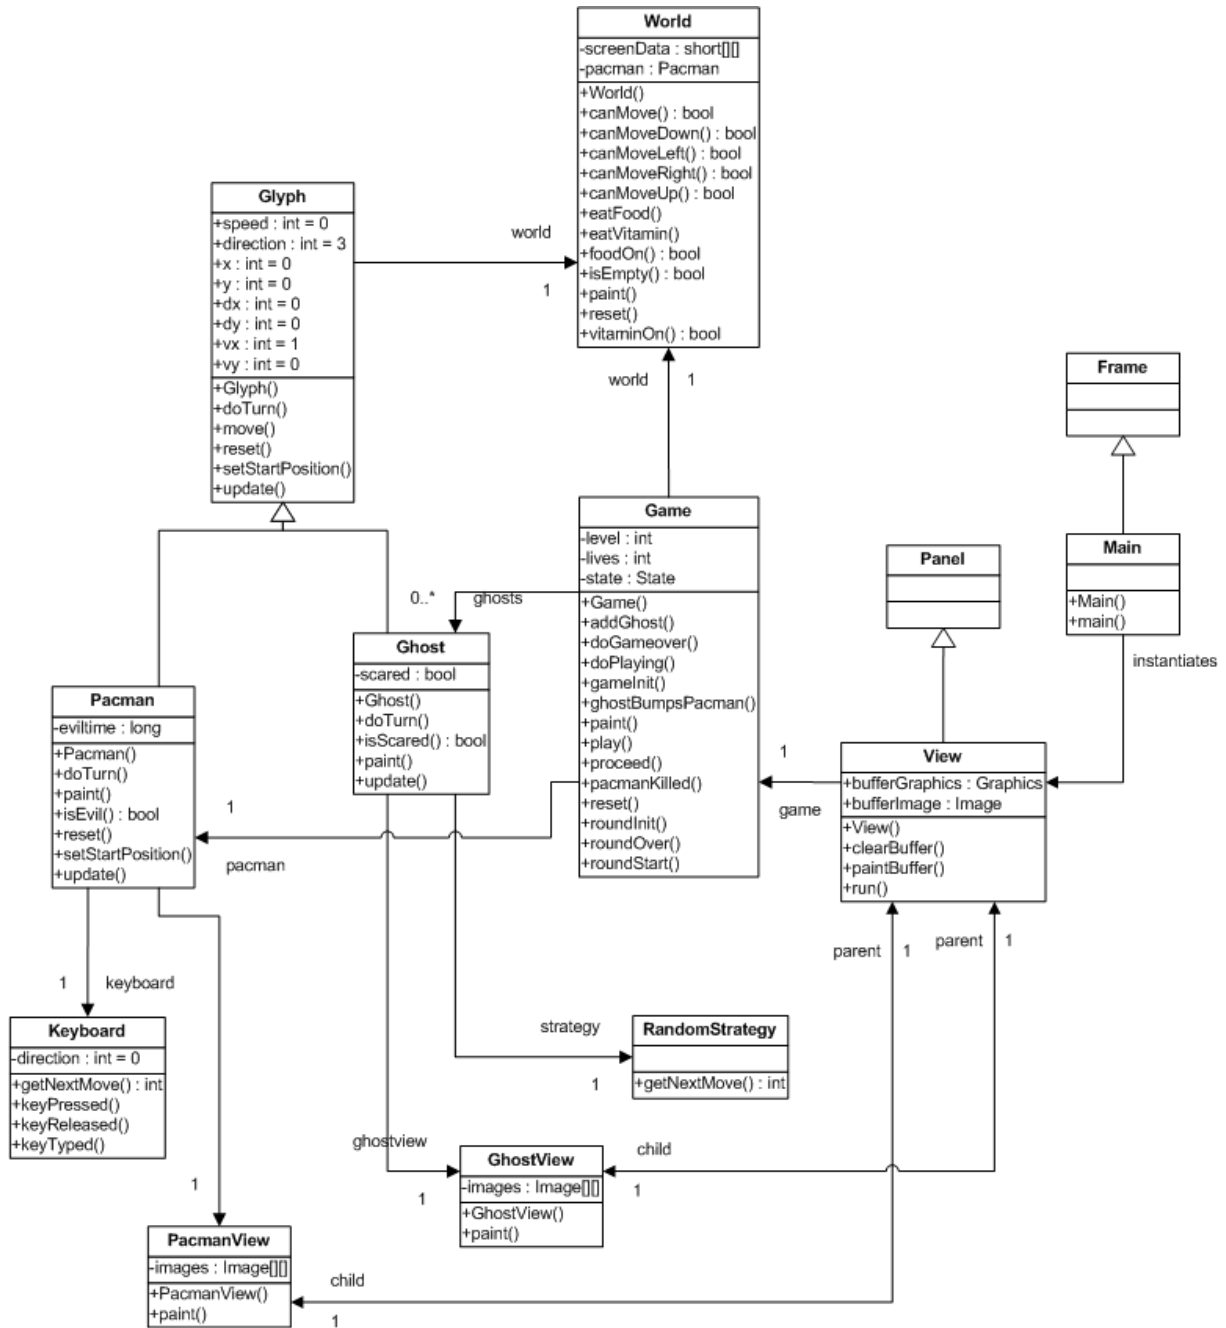 World
-screenData : short[][]
-pacman : Pacman
+World()
+canMove() : bool
+canMoveDown() : bool
+canMoveLeft() : bool
+canMoveRight() : bool
+canMoveUp() : bool
+eatFood()
+eatVitamin()
+foodOn() : bool
+isEmpty() : bool
+paint()
+reset()
+vitaminOn() : bool
Glyph
+speed : int = 0
+direction : int = 3
+x : int = 0
+y : int = 0
+dx : int = 0
+dy : int = 0
+vx : int = 1
+vy : int = 0
+Glyph()
+doTurn()
+move()
+reset()
+setStartPosition()
+update()
world
1
world
1
Frame
Main
+Main()
+main()
instantiates
Panel
Game
-level : int
-lives : int
-state : State
+Game()
+addGhost()
+doGameover()
+doPlaying()
+gameInit()
+ghostBumpsPacman()
+paint()
+play()
+proceed()
+pacmanKilled()
+reset()
+roundInit()
+roundOver()
+roundStart()
0..*
ghosts
Ghost
-scared : bool
+Ghost()
+doTurn()
+isScared() : bool
+paint()
+update()
Pacman
-eviltime : long
+Pacman()
+doTurn()
+paint()
+isEvil() : bool
+reset()
+setStartPosition()
+update()
1
pacman
1
game
View
+bufferGraphics : Graphics
+bufferImage : Image
+View()
+clearBuffer()
+paintBuffer()
+run()
parent
1
parent
1
1
keyboard
Keyboard
-direction : int = 0
+getNextMove() : int
+keyPressed()
+keyReleased()
+keyTyped()
strategy
1
RandomStrategy
+getNextMove() : int
ghostview
1
GhostView
-images : Image[][]
+GhostView()
+paint()
child
1
1
PacmanView
-images : Image[][]
+PacmanView()
+paint()
child
1